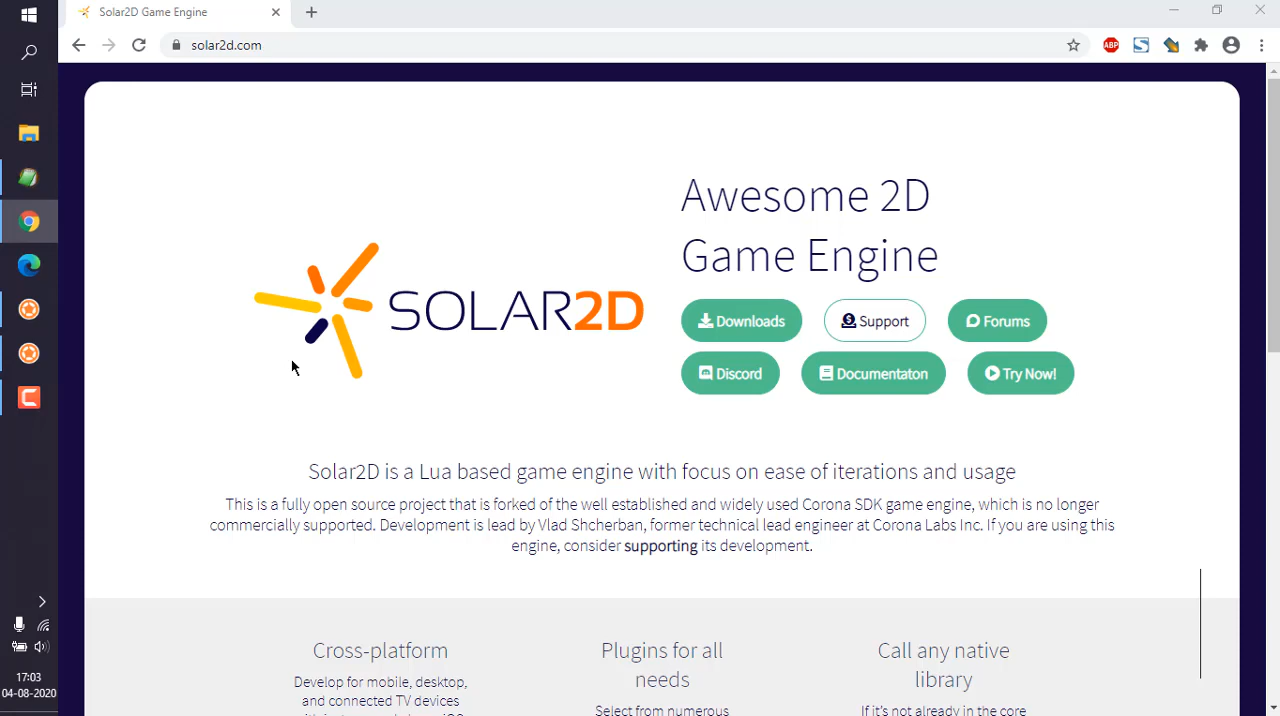 Solar2D Game Engine
solar2d.com
ABP
S
SOLAR2D
Awesome 2D
Game Engine
Downloads
Support
Forums
Discord
Documentaton
Try Now!
Solar2D is a Lua based game engine with focus on ease of iterations and usage
This is a fully open source project that is forked of the well established and widely used Corona SDK game engine, which is no longer
commercially supported. Development is lead by Vlad Shcherban, former technical lead engineer at Corona Labs Inc. If you are using this
engine, consider supporting its development.
Cross-platform
Develop for mobile, desktop,
and connected TV devices
Plugins for all
needs
Select from numerous
Call any native
library
If it's not already in the core
17:03
04-08-2020